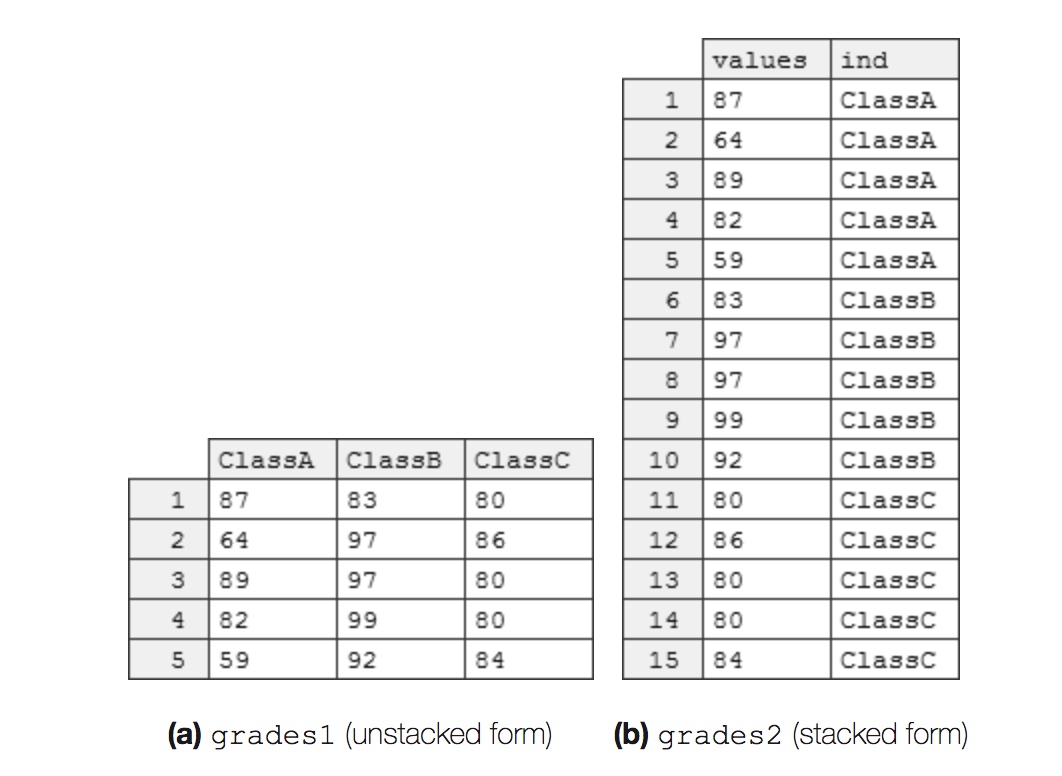 ClassA ClassB ClassC
1 87 83 80
2 64 97 86
3 89 97 80
4 82 99 80
5 59 92 84
(a) grades1 (unstacked form)
values ind
1 87 ClassA
2 64 ClassA
3 89 ClassA
4 82 ClassA
5 59 ClassA
6 83 ClassB
7 97 ClassB
8 97 ClassB
9 99 ClassB
10 92 ClassB
11 80 ClassC
12 86 ClassC
13 80 ClassC
14 80 ClassC
15 84 ClassC
(b) grades2 (stacked form)